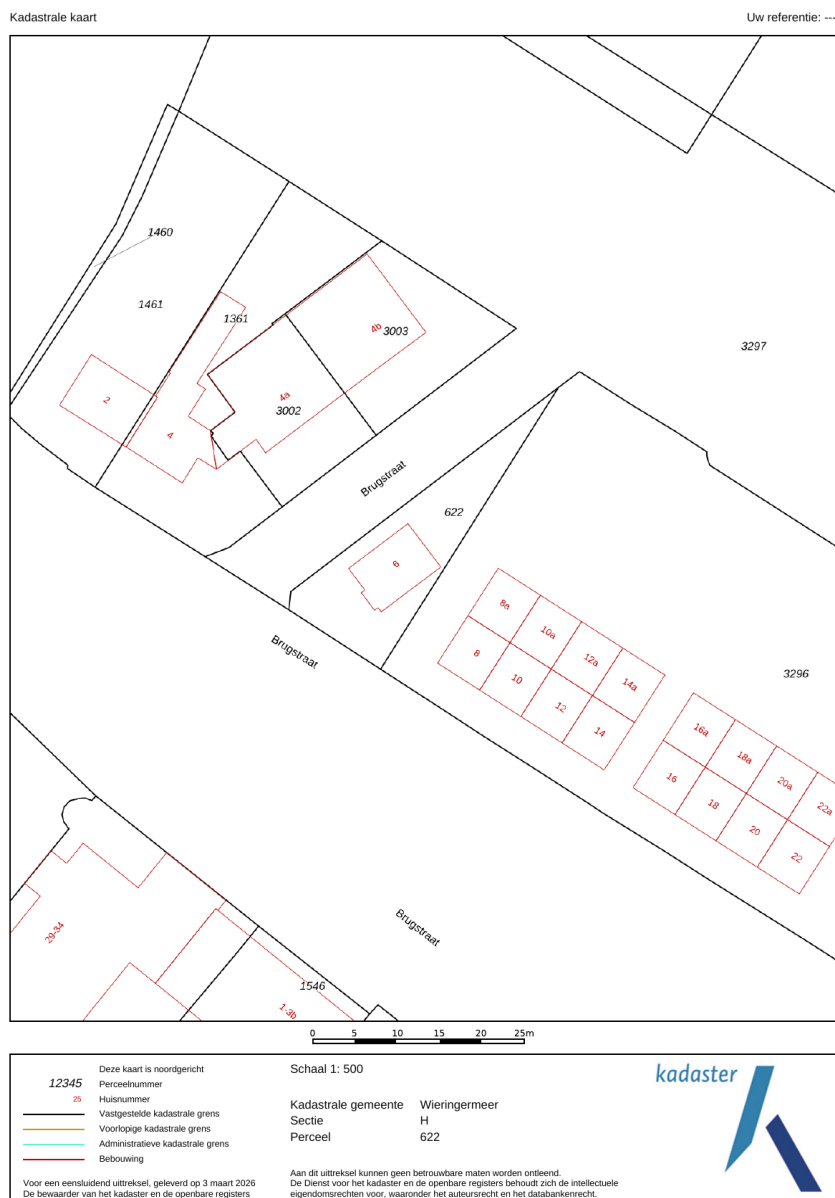 Kadastrale kaart
Uw referentie: ---
1460
1461
1361
3003
4b
3297
4a
3002
2
4
Brugstraat
622
6
8a
10a
12a
14a
8
10
12
14
Brugstraat
3296
16a
18a
20a
22a
16
18
20
22
Brugstraat
29-34
1546
1-3b
0 5 10 15 20 25m
Deze kaart is noordgericht
12345 Perceelnummer
25 Huisnummer
Vastgestelde kadastrale grens
Voorlopige kadastrale grens
Administratieve kadastrale grens
Bebouwing
Voor een eensluidend uittreksel, geleverd op 3 maart 2026
De bewaarder van het kadaster en de openbare registers
Schaal 1: 500
Kadastrale gemeente Wieringermeer
Sectie H
Perceel 622
Aan dit uittreksel kunnen geen betrouwbare maten worden ontleend.
De Dienst voor het kadaster en de openbare registers behoudt zich de intellectuele
eigendomsrechten voor, waaronder het auteursrecht en het databankenrecht.
kadaster